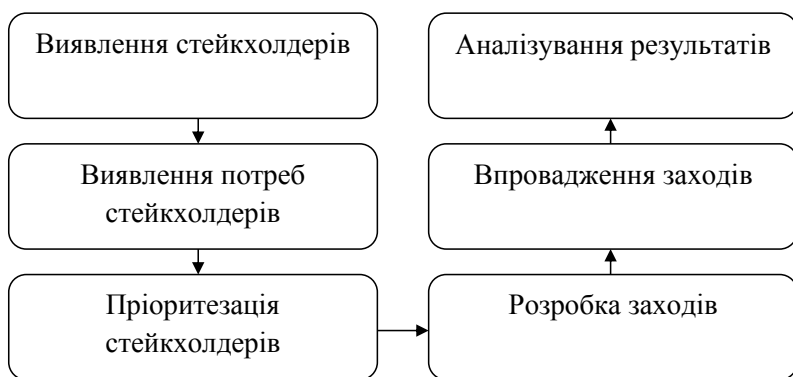 Виявлення стейкхолдерів
Виявлення потреб
стейкхолдерів
Пріоритезація
стейкхолдерів
Розробка заходів
Впровадження заходів
Аналізування результатів